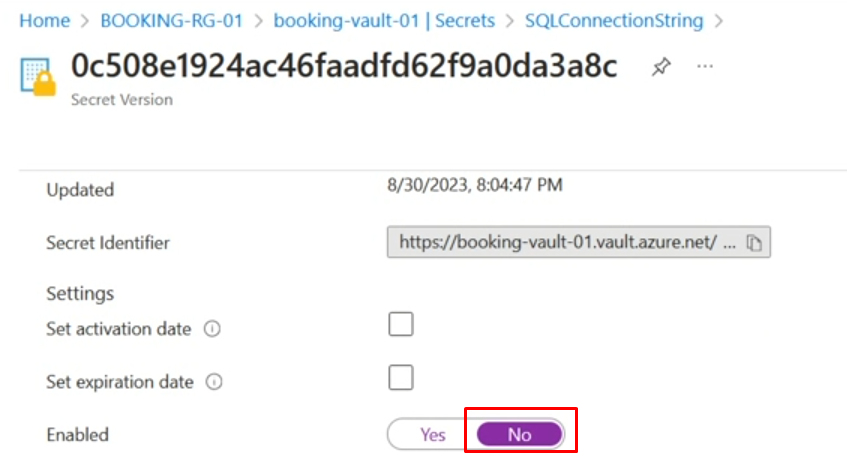 Home > BOOKING-RG-01 > booking-vault-01 | Secrets > SQLConnectionString >
0c508e1924ac46faadfd62f9a0da3a8c ...
Secret Version
Updated 8/30/2023, 8:04:47 PM
Secret Identifier https://booking-vault-01.vault.azure.net/ ...
Settings
Set activation date
Set expiration date
Enabled Yes No